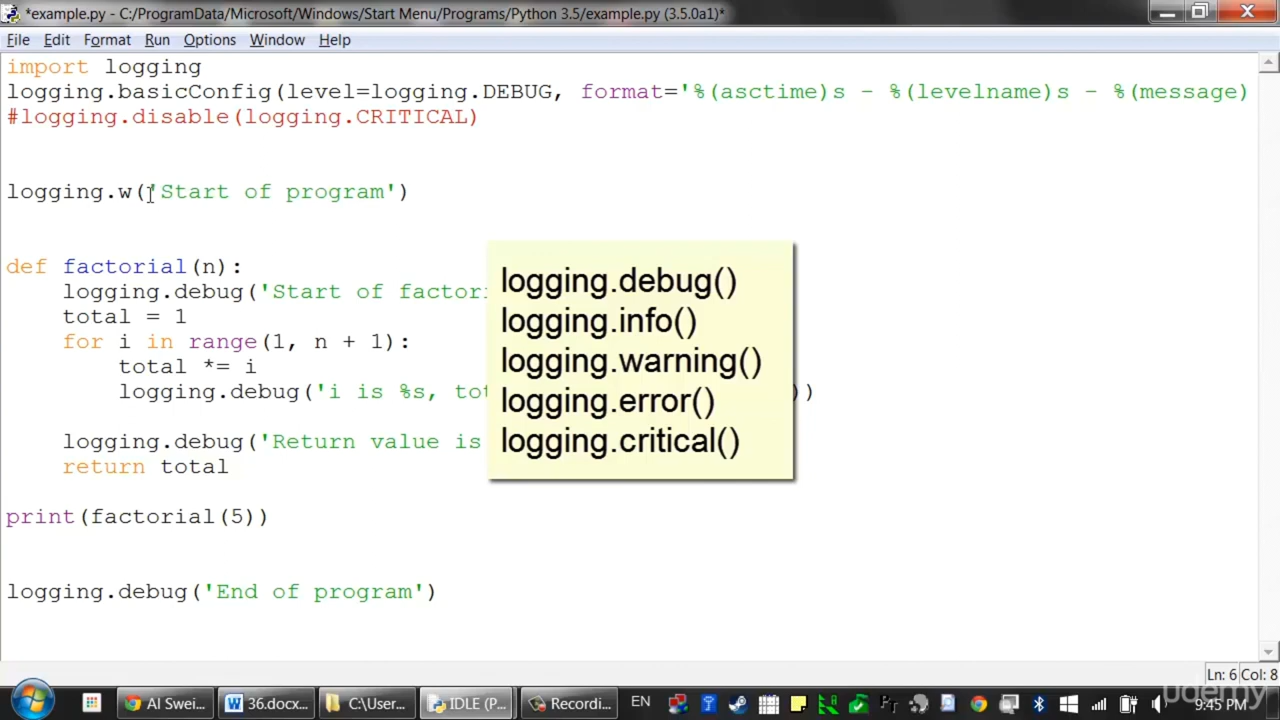 *example.py - C:/ProgramData/Microsoft/Windows/Start Menu/Programs/Python 3.5/example.py (3.5.0a1)*
File Edit Format Run Options Window Help
import logging
logging.basicConfig(level=logging.DEBUG, format='%(asctime)s - %(levelname)s - %(message)
#logging.disable(logging.CRITICAL)
logging.w('Start of program')
def factorial(n):
logging.debug('Start of factori
total = 1
for i in range(1, n + 1):
total *= i
logging.debug('i is %s, tot ))
logging.debug('Return value is
return total
print(factorial(5))
logging.debug('End of program')
logging.debug()
logging.info()
logging.warning()
logging.error()
logging.critical()
Ln: 6 Col: 8
AI Swei... 36.docx... C:\User... IDLE (P... Recordi... EN 9:45 PM
udemy